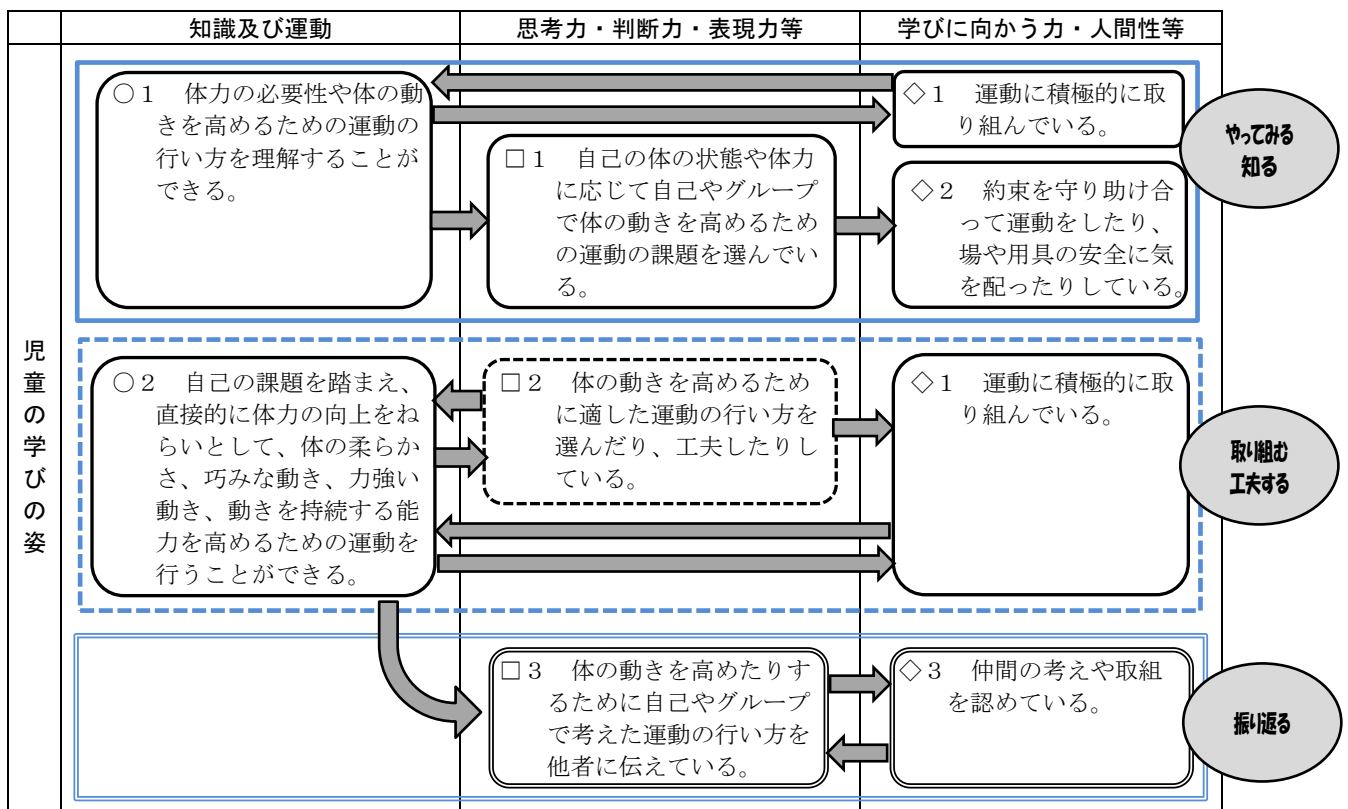 知識及び運動
思考力・判断力・表現力等
学びに向かう力・人間性等
児童の学びの姿
○1 体力の必要性や体の動
きを高めるための運動の
行い方を理解することが
できる。
□1 自己の体の状態や体力
に応じて自己やグループ
で体の動きを高めるため
の運動の課題を選んでい
る。
◇1 運動に積極的に取
り組んでいる。
◇2 約束を守り助け合
って運動をしたり、
場や用具の安全に気
を配ったりしている。
やってみる
知る
○2 自己の課題を踏まえ、
直接的に体力の向上をね
らいとして、体の柔らか
さ、巧みな動き、力強い
動き、動きを持続する能
力を高めるための運動を
行うことができる。
□2 体の動きを高めるため
に適した運動の行い方を
選んだり、工夫したりし
ている。
◇1 運動に積極的に取
り組んでいる。
取り組む
工夫する
□3 体の動きを高めたりす
るために自己やグループ
で考えた運動の行い方を
他者に伝えている。
◇3 仲間の考えや取組
を認めている。
振り返る